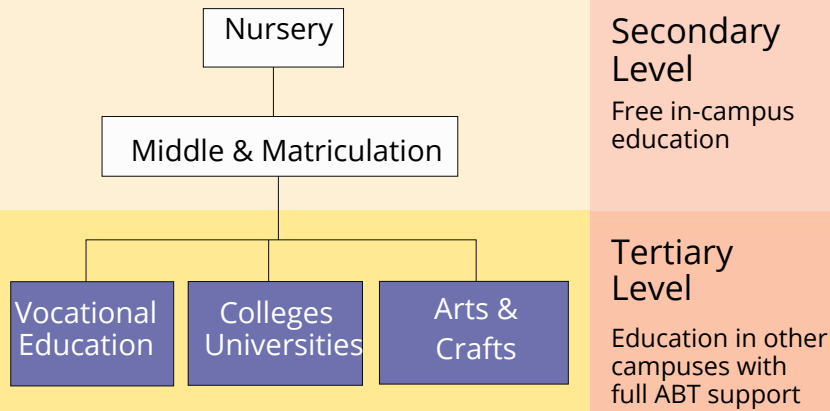 Nursery
Secondary
Level
Free in-campus
education
Middle & Matriculation
Tertiary
Level
Education in other
campuses with
full ABT support
Vocational
Education
Colleges
Universities
Arts &
Crafts